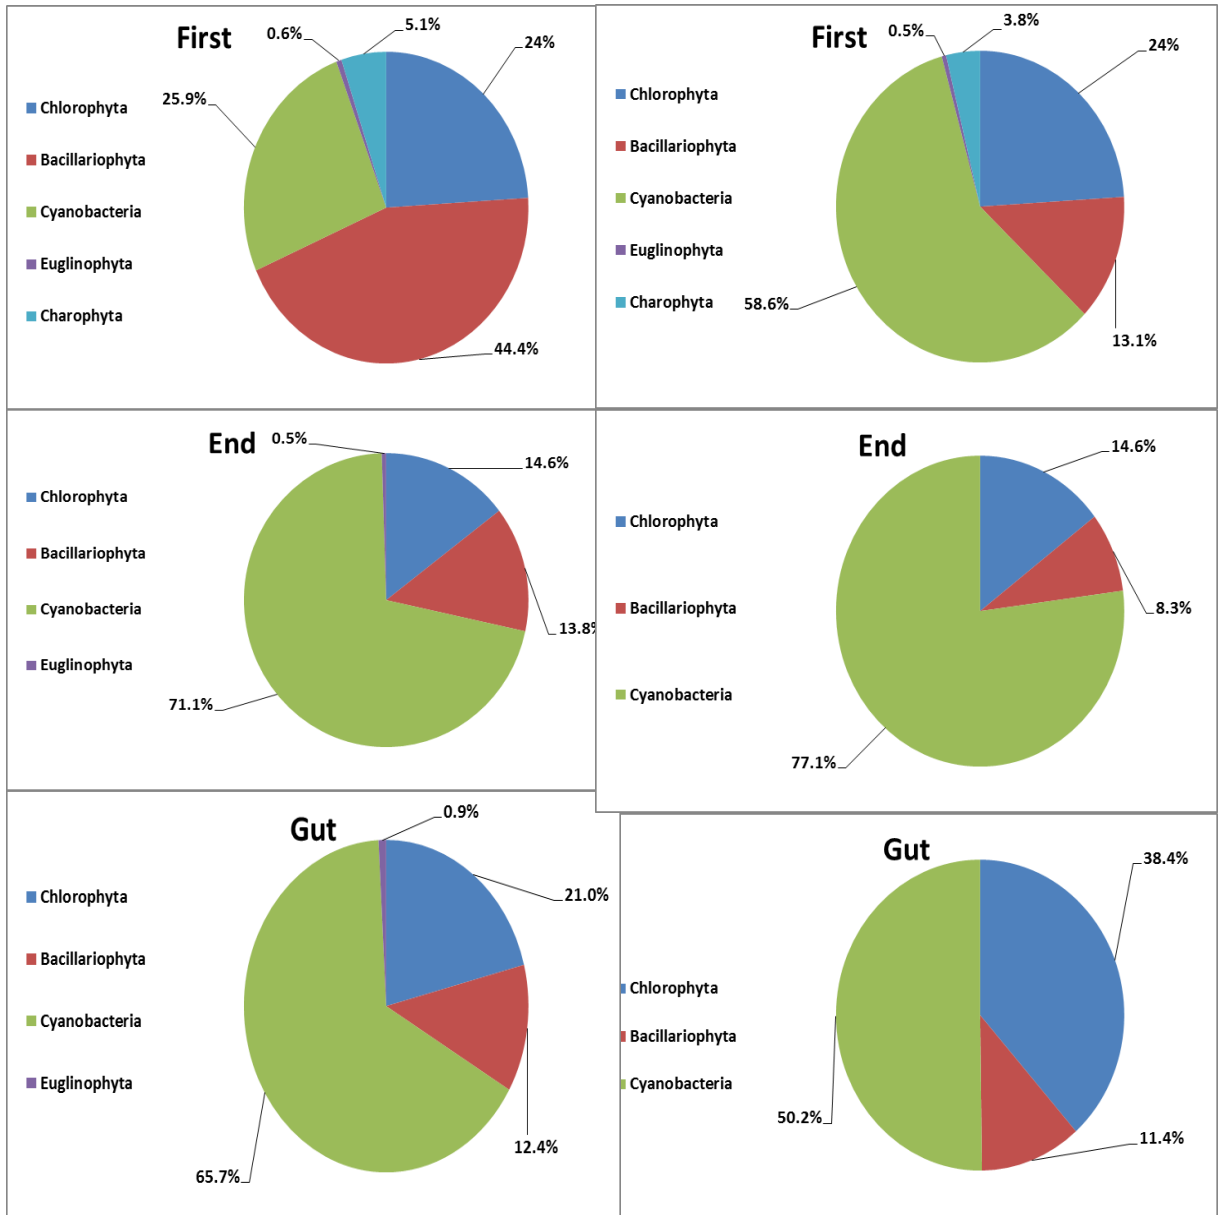 First
0.6%
5.1%
24%
25.9%
44.4%
Chlorophyta
Bacillariophyta
Cyanobacteria
Euglinophyta
Charophyta
First
0.5%
3.8%
24%
58.6%
13.1%
Chlorophyta
Bacillariophyta
Cyanobacteria
Euglinophyta
Charophyta
End
0.5%
14.6%
13.8%
71.1%
Chlorophyta
Bacillariophyta
Cyanobacteria
Euglinophyta
End
14.6%
8.3%
77.1%
Chlorophyta
Bacillariophyta
Cyanobacteria
Gut
0.9%
21.0%
12.4%
65.7%
Chlorophyta
Bacillariophyta
Cyanobacteria
Euglinophyta
Gut
38.4%
50.2%
11.4%
Chlorophyta
Bacillariophyta
Cyanobacteria